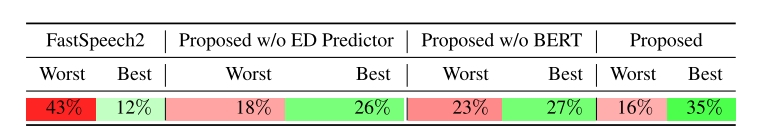 FastSpeech2 Proposed w/o ED Predictor Proposed w/o BERT Proposed
Worst Best Worst Best Worst Best Worst Best
43% 12% 18% 26% 23% 27% 16% 35%